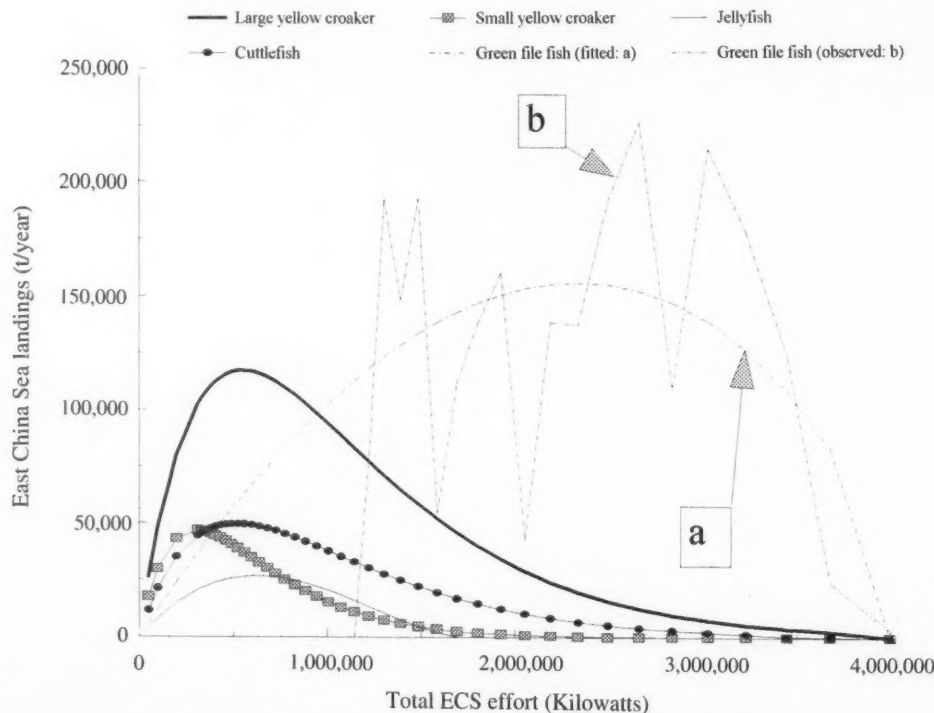 Large yellow croaker Small yellow croaker Jellyfish
Cuttlefish Green file fish (fitted: a) Green file fish (observed: b)
250,000
200,000
150,000
100,000
50,000
0
East China Sea landings (t/year)
b
a
0 1,000,000 2,000,000 3,000,000 4,000,000
Total ECS effort (Kilowatts)